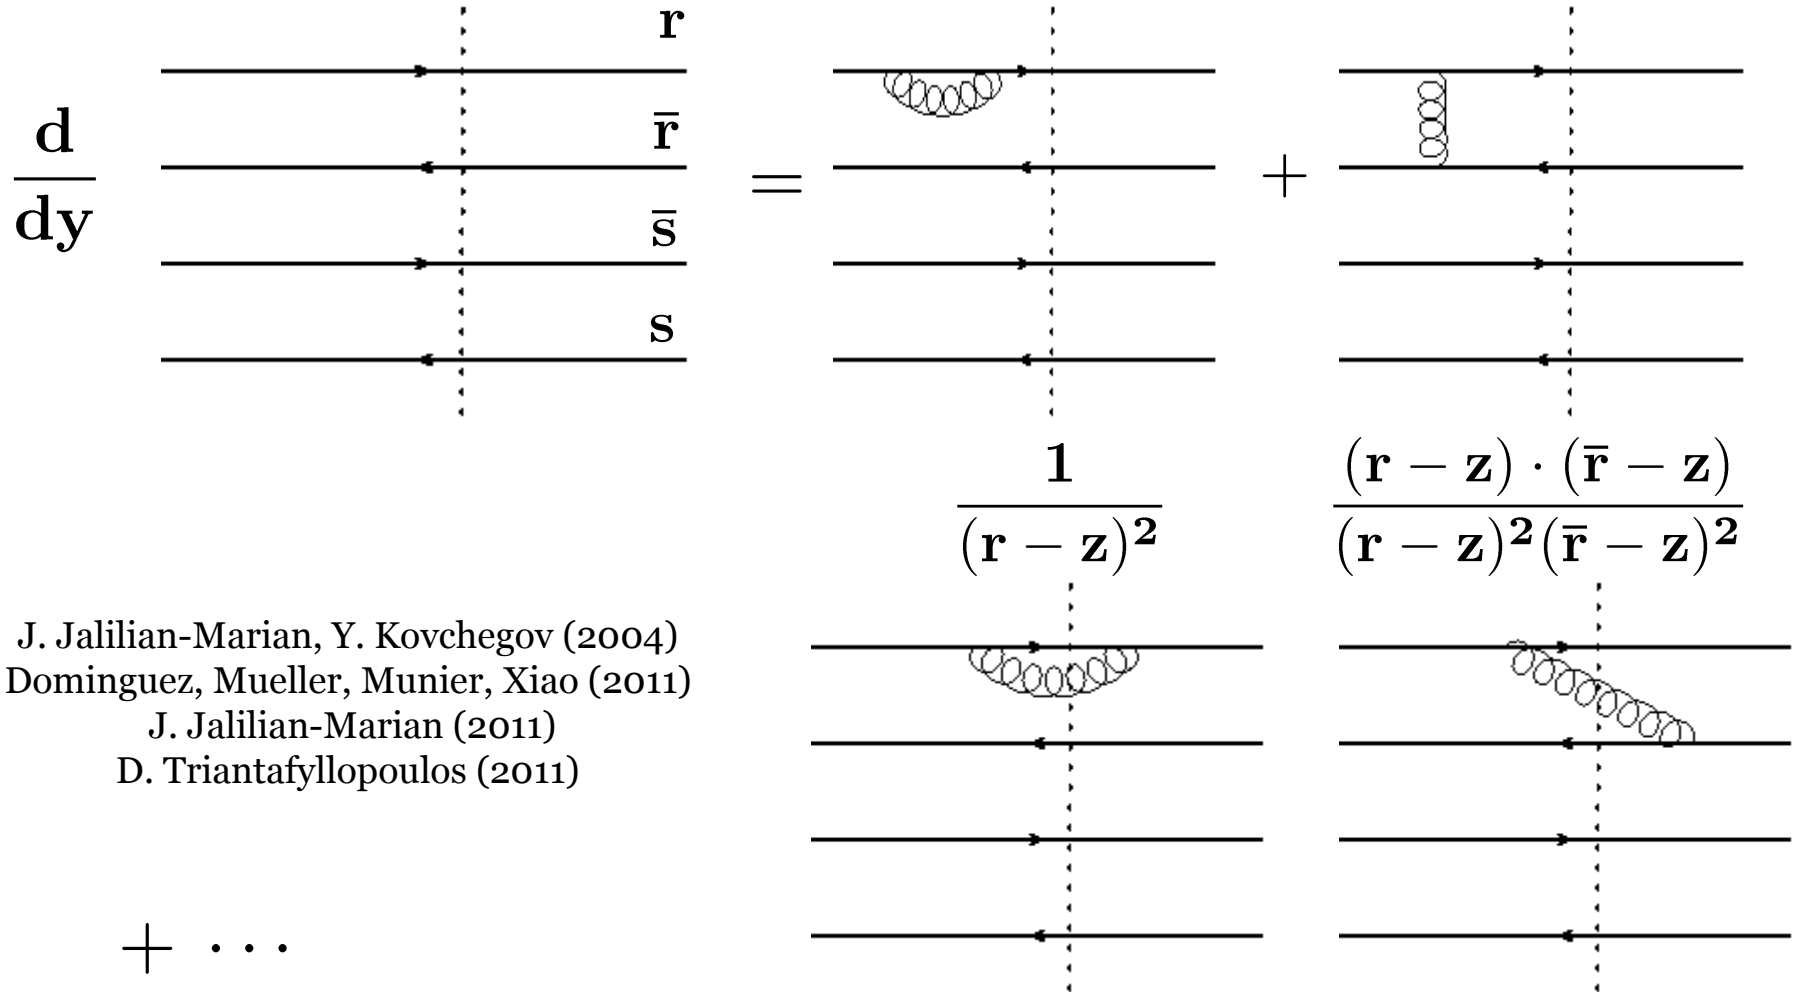 r
d/dy r̄ = +
s̄
s
1/(r − z)² (r − z) · (r̄ − z)/(r − z)²(r̄ − z)²
J. Jalilian-Marian, Y. Kovchegov (2004)
Dominguez, Mueller, Munier, Xiao (2011)
J. Jalilian-Marian (2011)
D. Triantafyllopoulos (2011)
+ ···